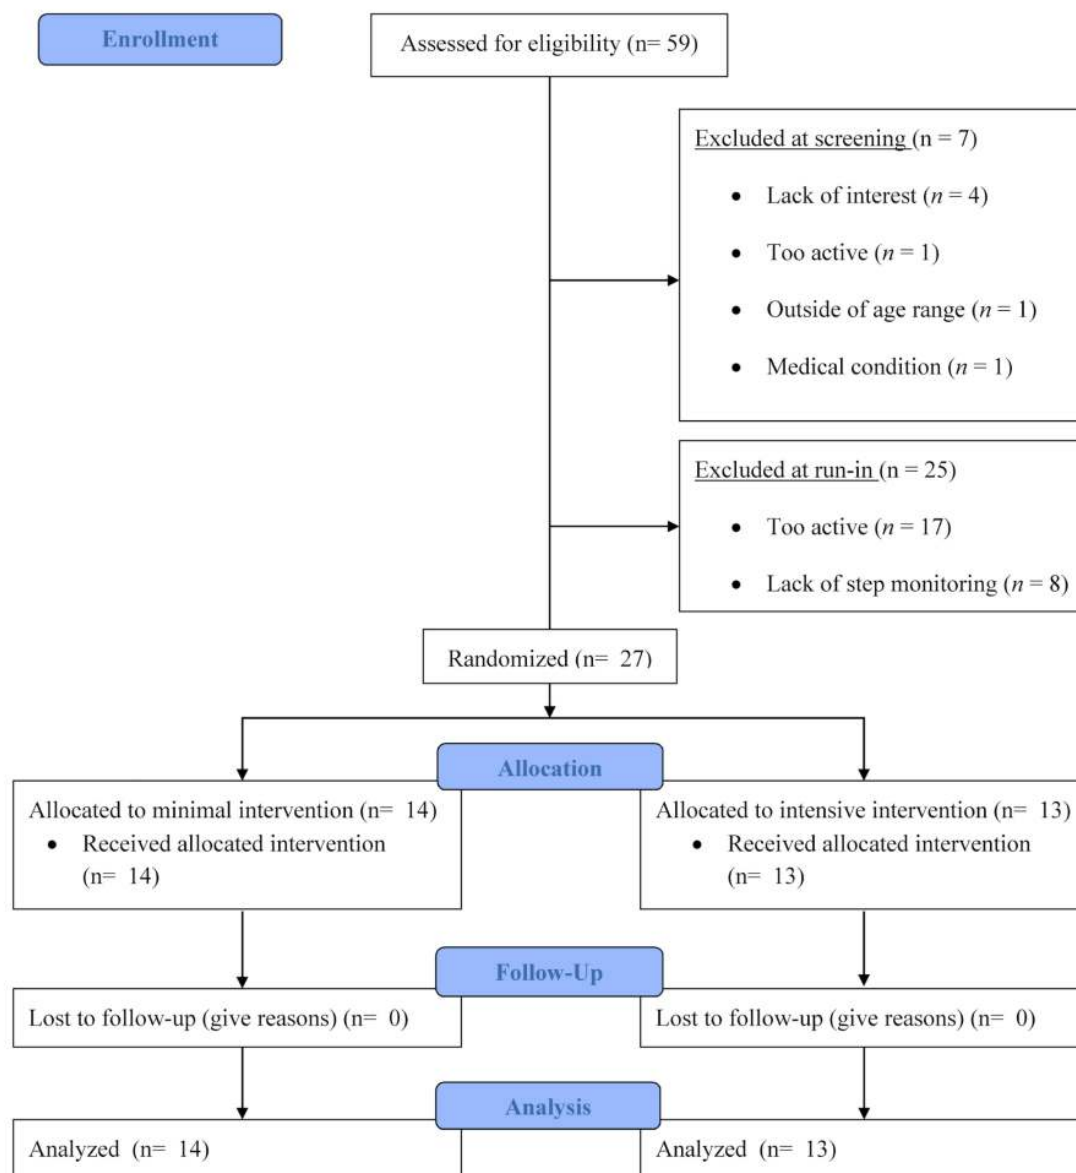 Enrollment
Assessed for eligibility (n= 59)
Excluded at screening (n = 7)
• Lack of interest (n = 4)
• Too active (n = 1)
• Outside of age range (n = 1)
• Medical condition (n = 1)
Excluded at run-in (n = 25)
• Too active (n = 17)
• Lack of step monitoring (n = 8)
Randomized (n= 27)
Allocation
Allocated to minimal intervention (n= 14)
• Received allocated intervention
(n= 14)
Allocated to intensive intervention (n= 13)
• Received allocated intervention
(n= 13)
Follow-Up
Lost to follow-up (give reasons) (n= 0)
Lost to follow-up (give reasons) (n= 0)
Analysis
Analyzed (n= 14)
Analyzed (n= 13)